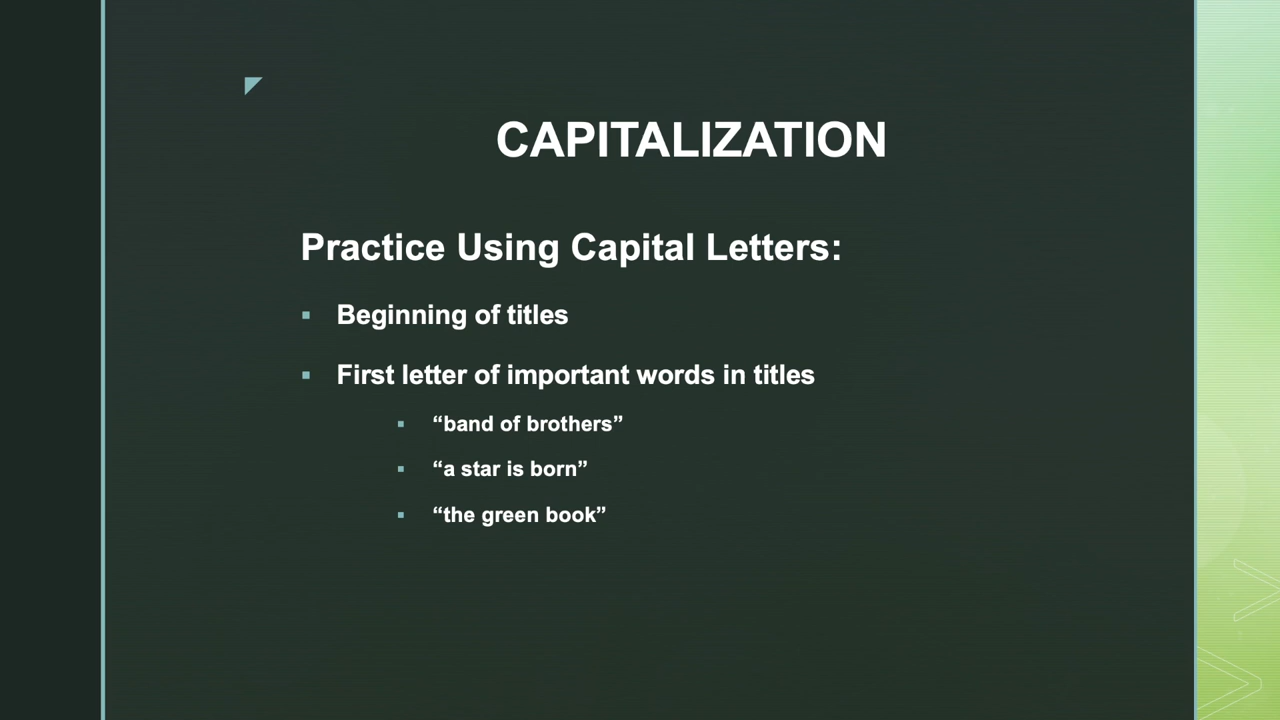 CAPITALIZATION
Practice Using Capital Letters:
▪ Beginning of titles
▪ First letter of important words in titles
▪ “band of brothers”
▪ “a star is born”
▪ “the green book”